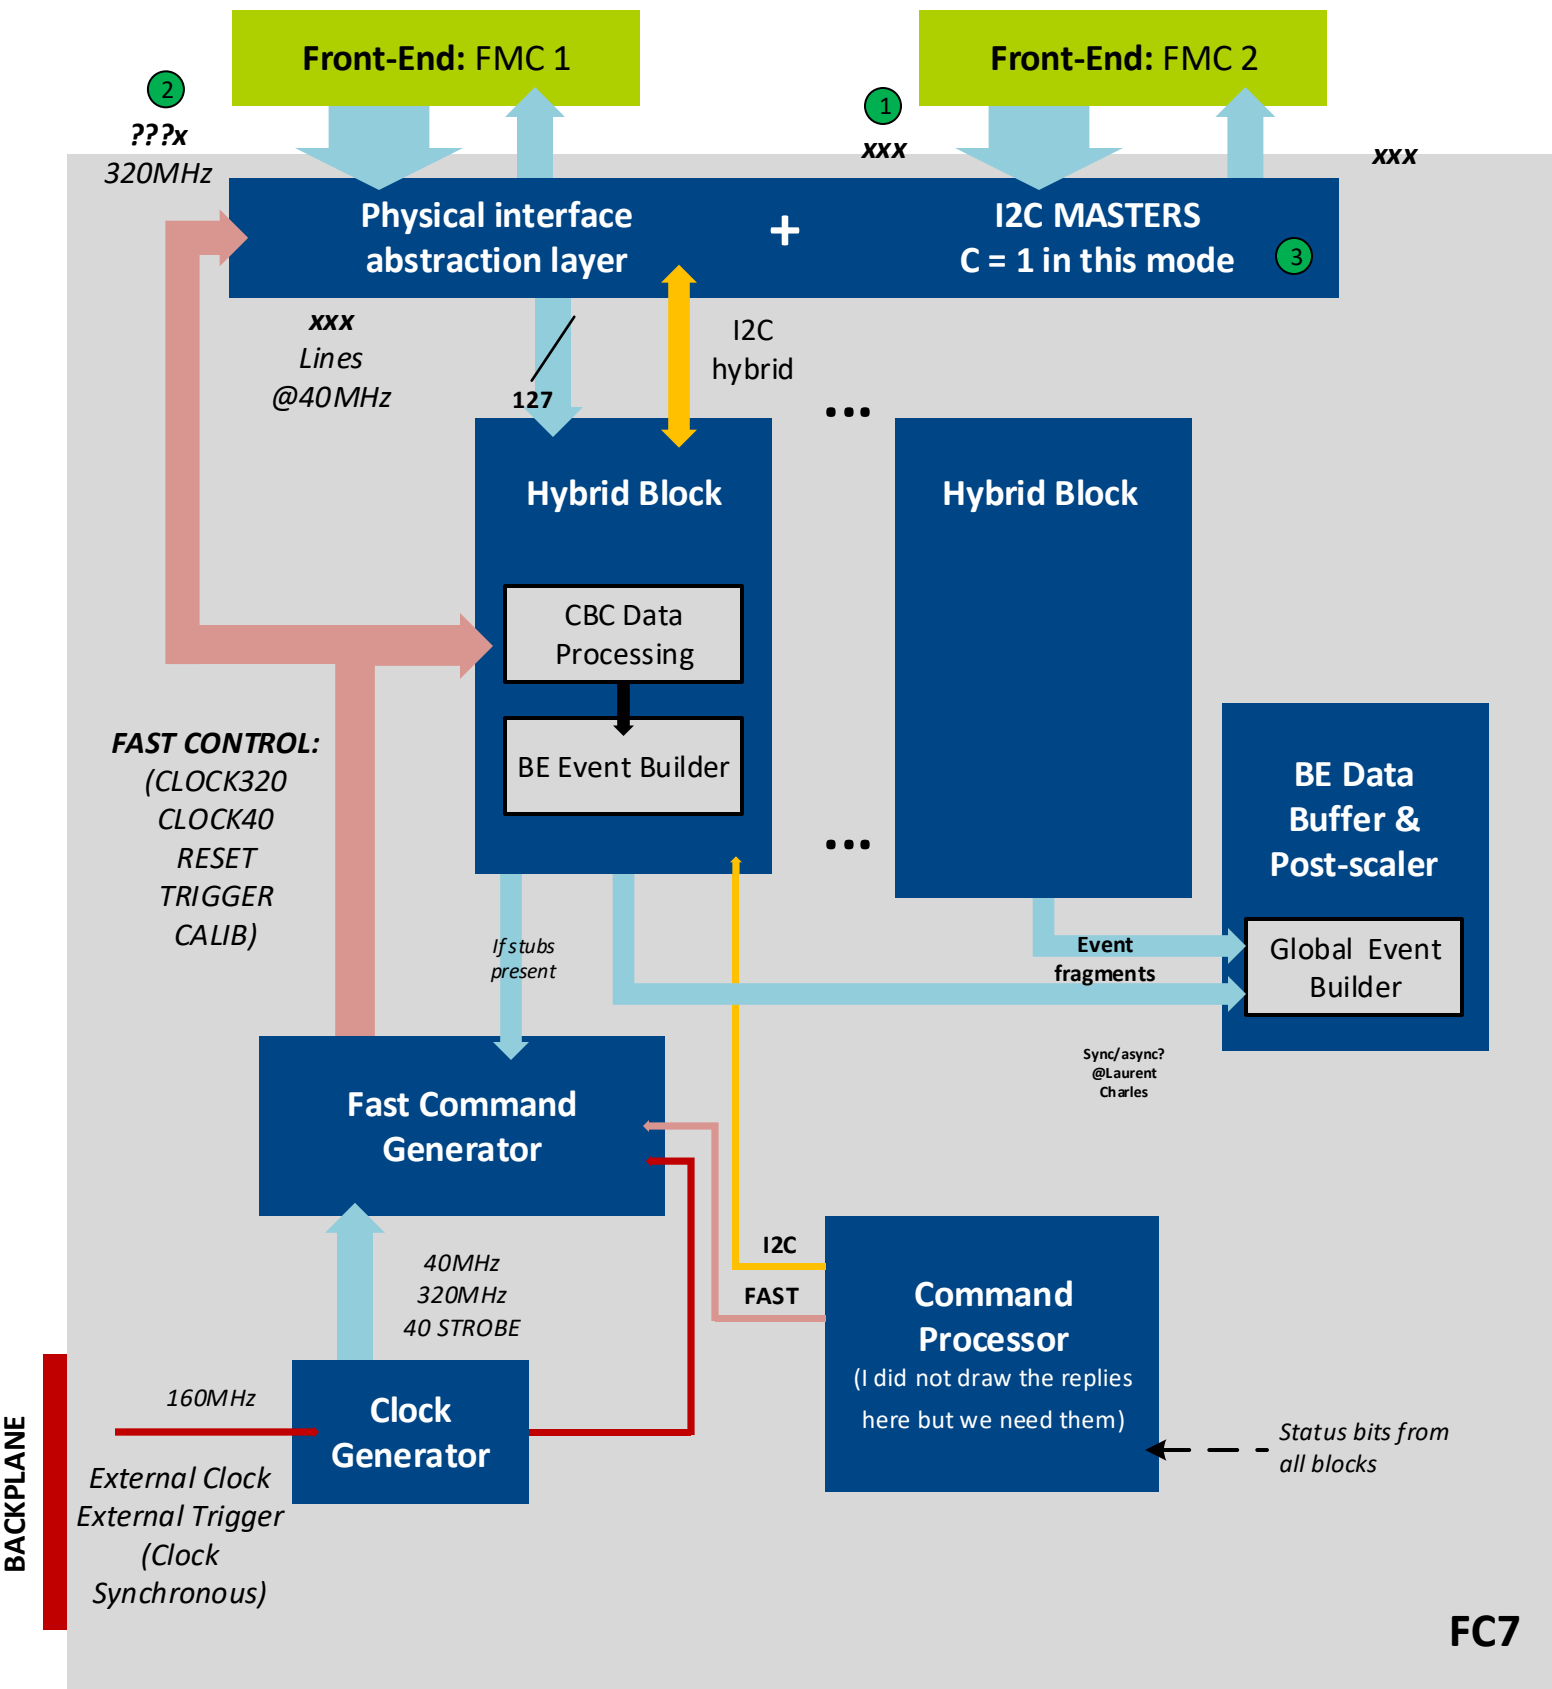 Front-End: FMC 1
Front-End: FMC 2
2
???x
320MHz
1
xxx
xxx
Physical interface
abstraction layer
+
I2C MASTERS
C = 1 in this mode
3
xxx
Lines
@40MHz
127
I2C
hybrid
...
Hybrid Block
Hybrid Block
CBC Data
Processing
BE Event Builder
FAST CONTROL:
(CLOCK320
CLOCK40
RESET
TRIGGER
CALIB)
BE Data
Buffer &
Post-scaler
...
If stubs
present
Event
fragments
Global Event
Builder
Sync/async?
@Laurent
Charles
Fast Command
Generator
I2C
FAST
40MHz
320MHz
40 STROBE
Command
Processor
(I did not draw the replies
here but we need them)
160MHz
Clock
Generator
Status bits from
all blocks
BACKPLANE
External Clock
External Trigger
(Clock
Synchronous)
FC7